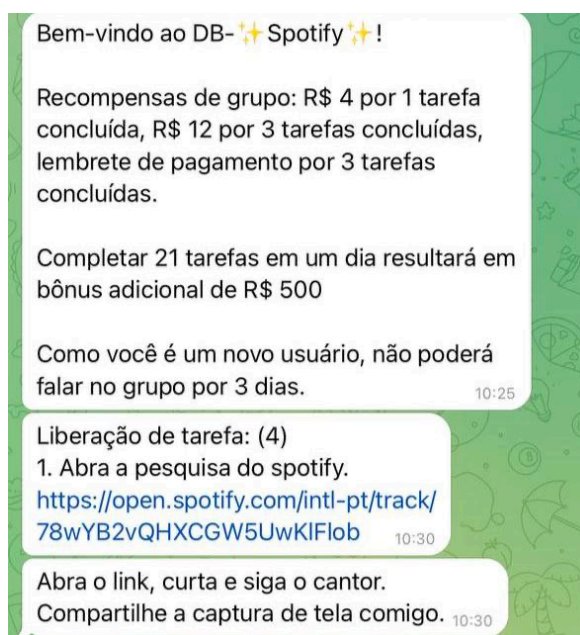 Bem-vindo ao DB-✨Spotify✨!
Recompensas de grupo: R$ 4 por 1 tarefa
concluída, R$ 12 por 3 tarefas concluídas,
lembrete de pagamento por 3 tarefas
concluídas.
Completar 21 tarefas em um dia resultará em
bônus adicional de R$ 500
Como você é um novo usuário, não poderá
falar no grupo por 3 dias.
10:25
Liberação de tarefa: (4)
1. Abra a pesquisa do spotify.
https://open.spotify.com/intl-pt/track/
78wYB2vQHXCGW5UwKlFlob
10:30
Abra o link, curta e siga o cantor.
Compartilhe a captura de tela comigo.
10:30